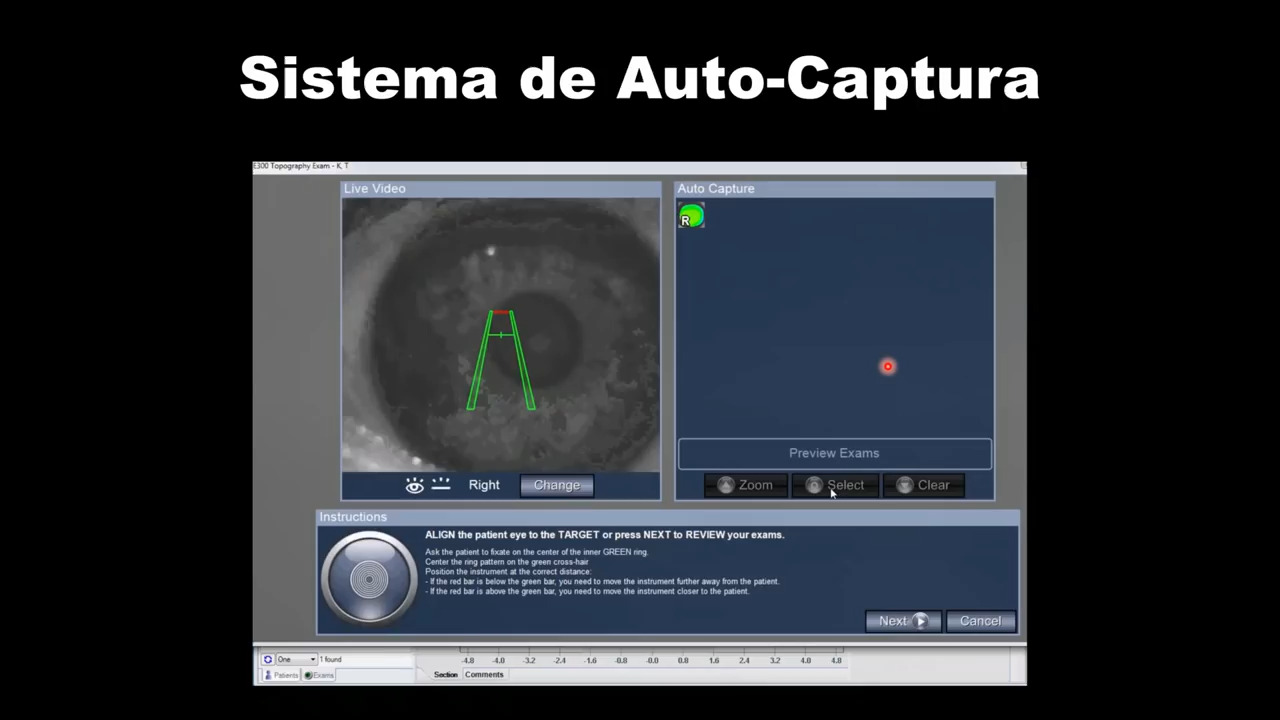 Sistema de Auto-Captura
E300 Topography Exam - K, T
Live Video
Auto Capture
R
Preview Exams
Right
Change
Zoom
Select
Clear
Instructions
ALIGN the patient eye to the TARGET or press NEXT to REVIEW your exams.
Ask the patient to fixate on the center of the inner GREEN ring.
Center the ring pattern on the green cross-hair
Position the instrument at the correct distance:
- If the red bar is below the green bar, you need to move the instrument further away from the patient.
- If the red bar is above the green bar, you need to move the instrument closer to the patient.
Next
Cancel
One
1 found
-4.8 -4.0 -3.2 -2.4 -1.6 -0.8 -0.0 0.8 1.6 2.4 3.2 4.0 4.8
Patients
Exams
Section
Comments